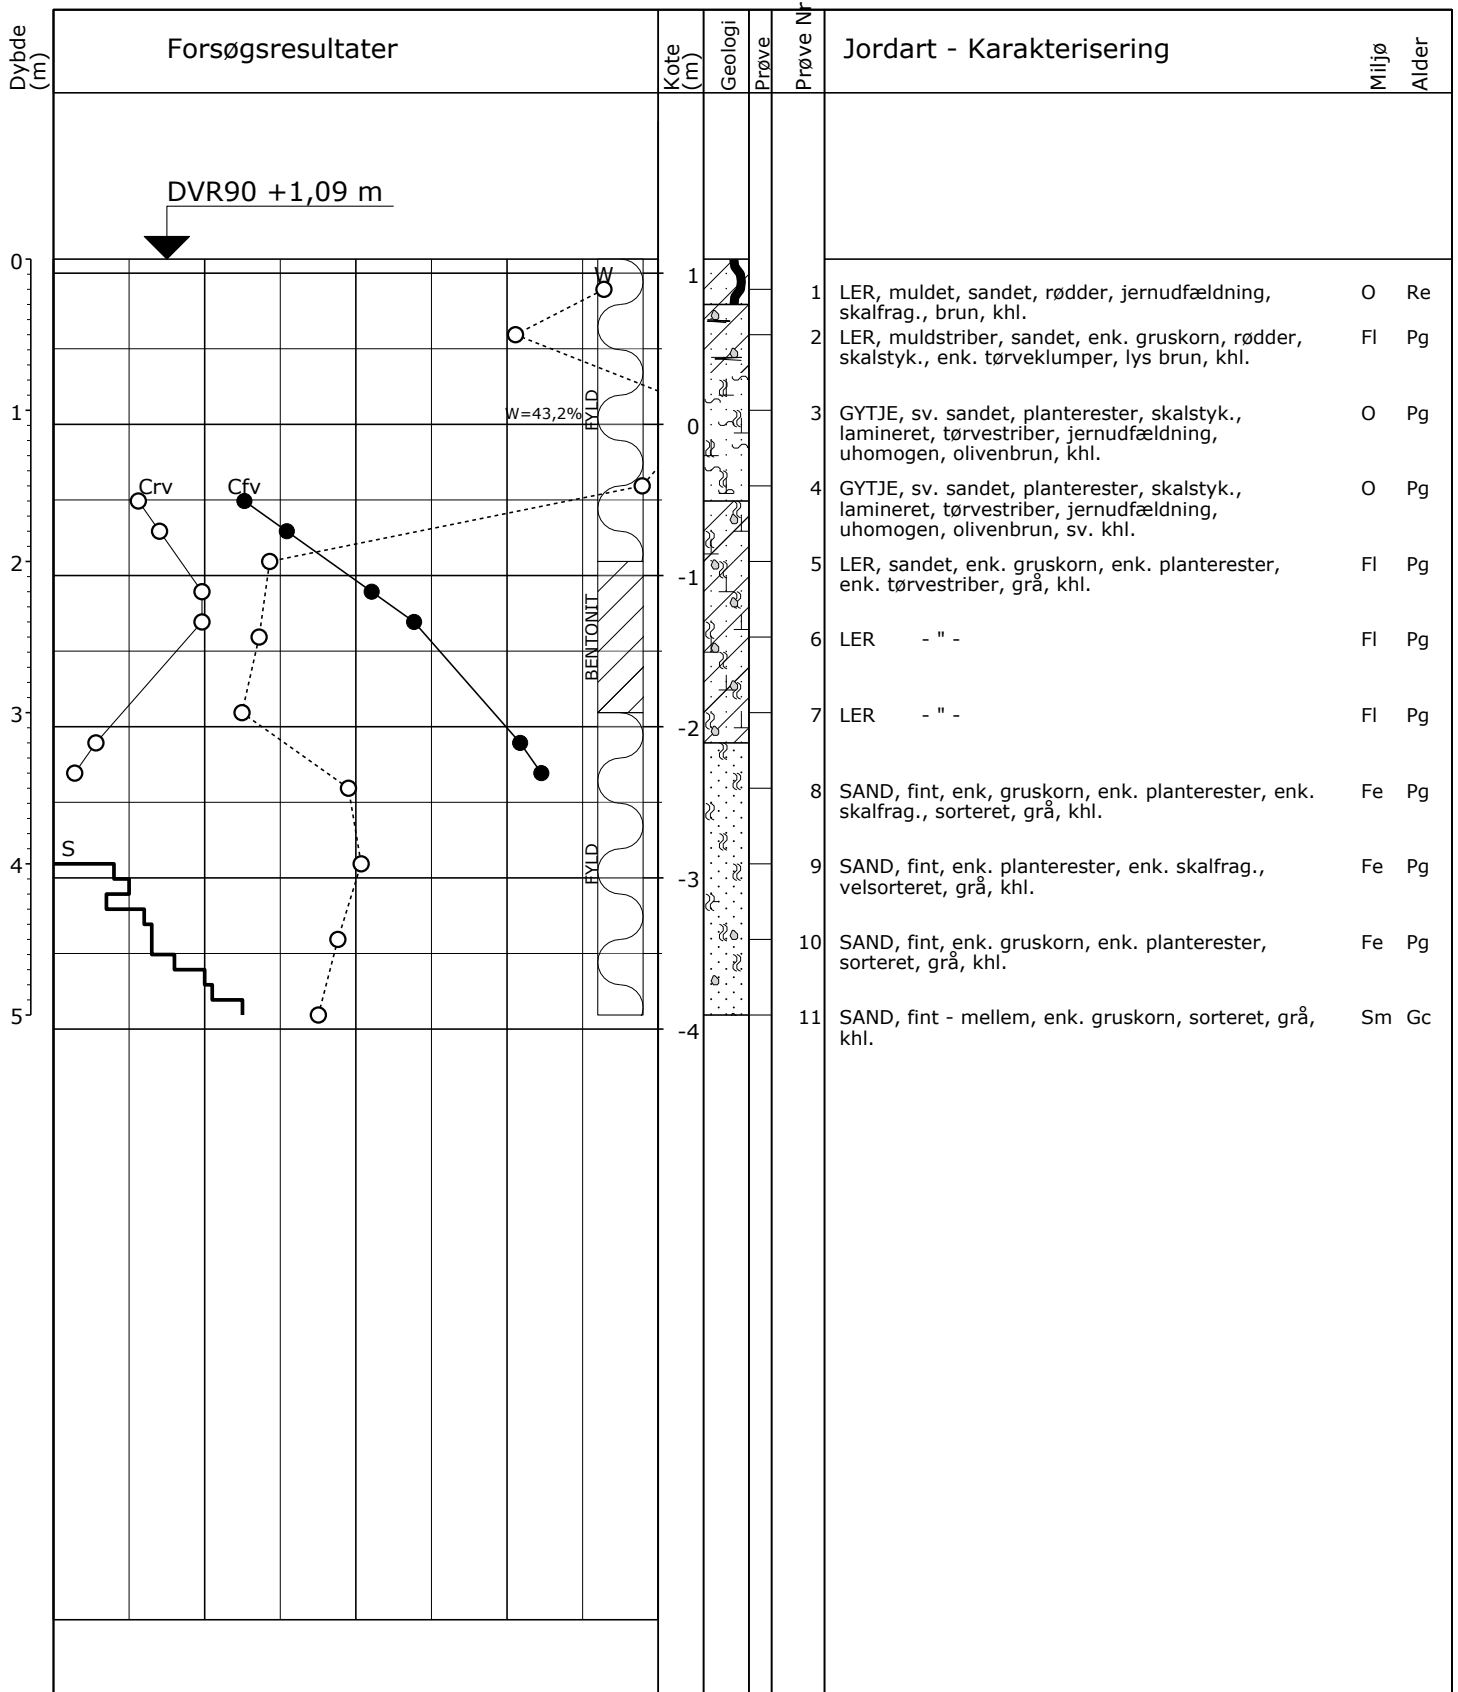 Dybde
(m)
Forsøgsresultater
Kote
(m)
Geologi
Prøve
Prøve Nr
Jordart - Karakterisering
Miljø
Alder
DVR90 +1,09 m
0
1
2
3
4
5
W
W=43,2%
Crv
Cfv
S
FYLD
BENTONIT
FYLD
1
0
-1
-2
-3
-4
1 LER, muldet, sandet, rødder, jernudfældning, O Re
skalfrag., brun, khl.
2 LER, muldstriber, sandet, enk. gruskorn, rødder, Fl Pg
skalstyk., enk. tørveklumper, lys brun, khl.
3 GYTJE, sv. sandet, planterester, skalstyk., O Pg
lamineret, tørvestriber, jernudfældning,
uhomogen, olivenbrun, khl.
4 GYTJE, sv. sandet, planterester, skalstyk., O Pg
lamineret, tørvestriber, jernudfældning,
uhomogen, olivenbrun, sv. khl.
5 LER, sandet, enk. gruskorn, enk. planterester, Fl Pg
enk. tørvestriber, grå, khl.
6 LER - " - Fl Pg
7 LER - " - Fl Pg
8 SAND, fint, enk, gruskorn, enk. planterester, enk. Fe Pg
skalfrag., sorteret, grå, khl.
9 SAND, fint, enk. planterester, enk. skalfrag., Fe Pg
velsorteret, grå, khl.
10 SAND, fint, enk. gruskorn, enk. planterester, Fe Pg
sorteret, grå, khl.
11 SAND, fint - mellem, enk. gruskorn, sorteret, grå, Sm Gc
khl.